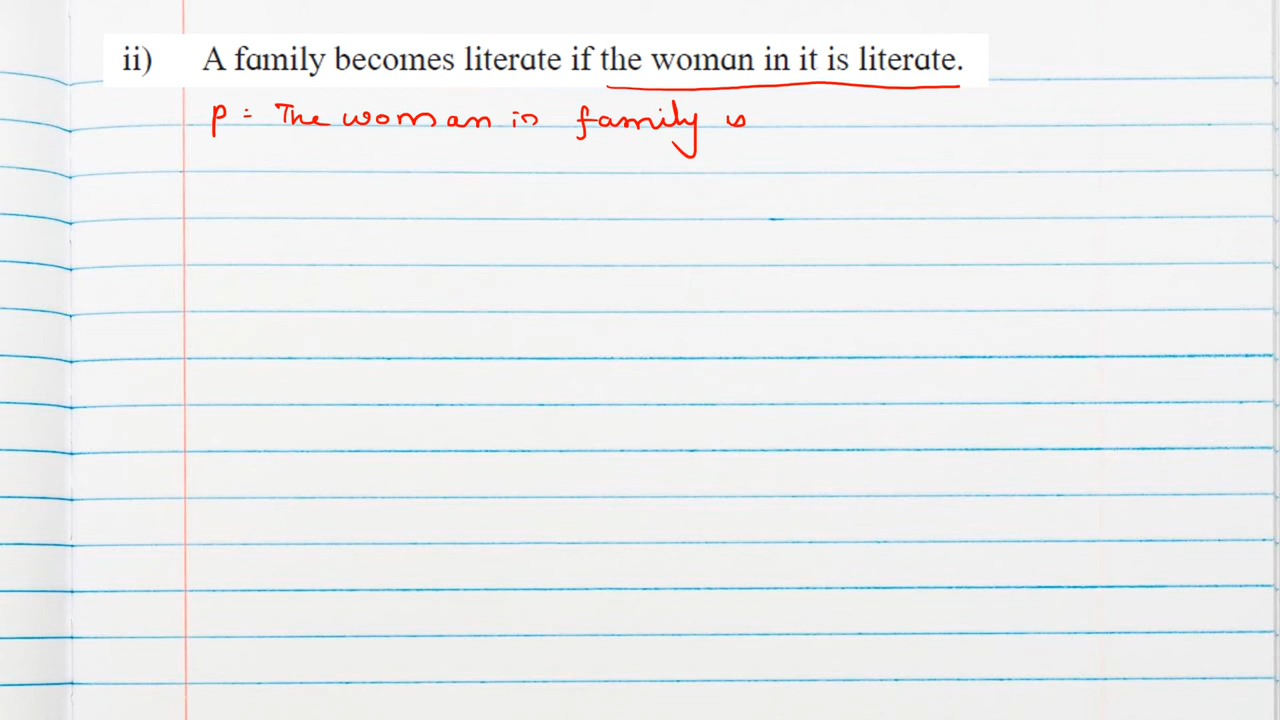 ii) A family becomes literate if the woman in it is literate.
p = The woman in family is